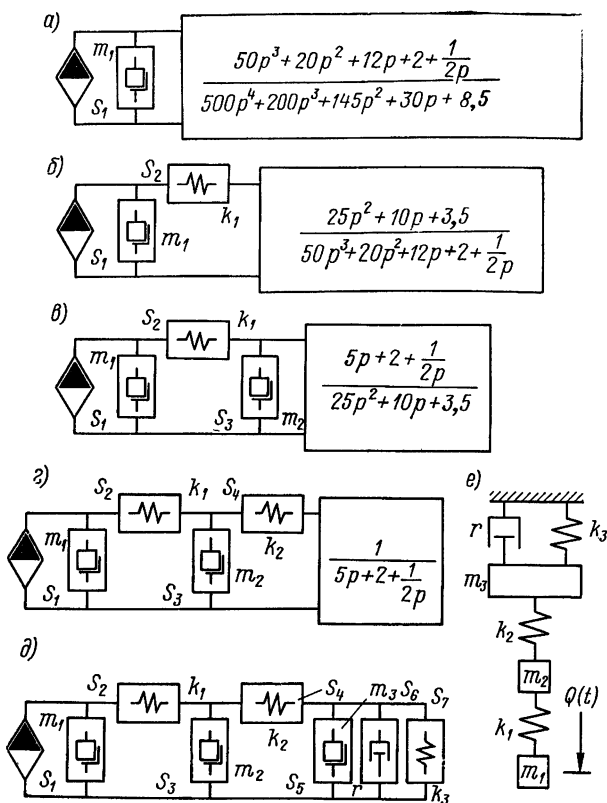 а)
m₁
S₁
50p³+20p²+12p+2+1/2p
500p⁴+200p³+145p²+30p+8,5
б)
S₂
k₁
S₁
m₁
25p²+10p+3,5
50p³+20p²+12p+2+1/2p
в)
S₂
k₁
m₁
S₁
S₃
m₂
5p+2+1/2p
25p²+10p+3,5
г)
S₂
k₁
S₄
m₁
k₂
m₂
S₁
S₃
1
5p+2+1/2p
д)
S₂
k₁
S₄
m₃
S₆
S₇
m₁
k₂
m₂
S₁
S₃
S₅
r
k₃
е)
r
k₃
m₃
k₂
m₂
Q(t)
k₁
m₁